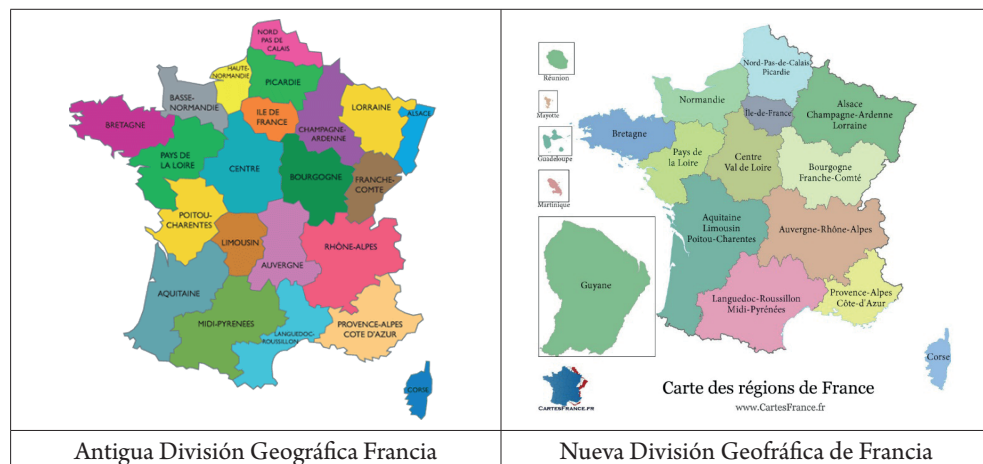 NORD
PAS DE
CALAIS
HAUTE-
NORMANDIE
PICARDIE
BASSE-
NORMANDIE
ILE DE
FRANCE
LORRAINE
ALSACE
BRETAGNE
CHAMPAGNE-
ARDENNE
PAYS DE
LA LOIRE
CENTRE
BOURGOGNE
FRANCHE-
COMTE
POITOU-
CHARENTES
LIMOUSIN
AUVERGNE
RHÔNE-ALPES
AQUITAINE
MIDI-PYRENÉES
LANGUEDOC-
ROUSSILLON
PROVENCE-ALPES
COTE D'AZUR
CORSE
Antigua División Geográfica Francia
Réunion
Mayotte
Guadeloupe
Martinique
Guyane
Nord-Pas-de-Calais
Picardie
Normandie
Ile-de-France
Alsace
Champagne-Ardenne
Lorraine
Bretagne
Pays de
la Loire
Centre
Val de Loire
Bourgogne
Franche-Comté
Aquitaine
Limousin
Poitou-Charentes
Auvergne-Rhône-Alpes
Languedoc-Roussillon
Midi-Pyrénées
Provence-Alpes
Côte-d'Azur
Corse
CARTESFRANCE.FR
Carte des régions de France
www.CartesFrance.fr
Nueva División Geofráfica de Francia